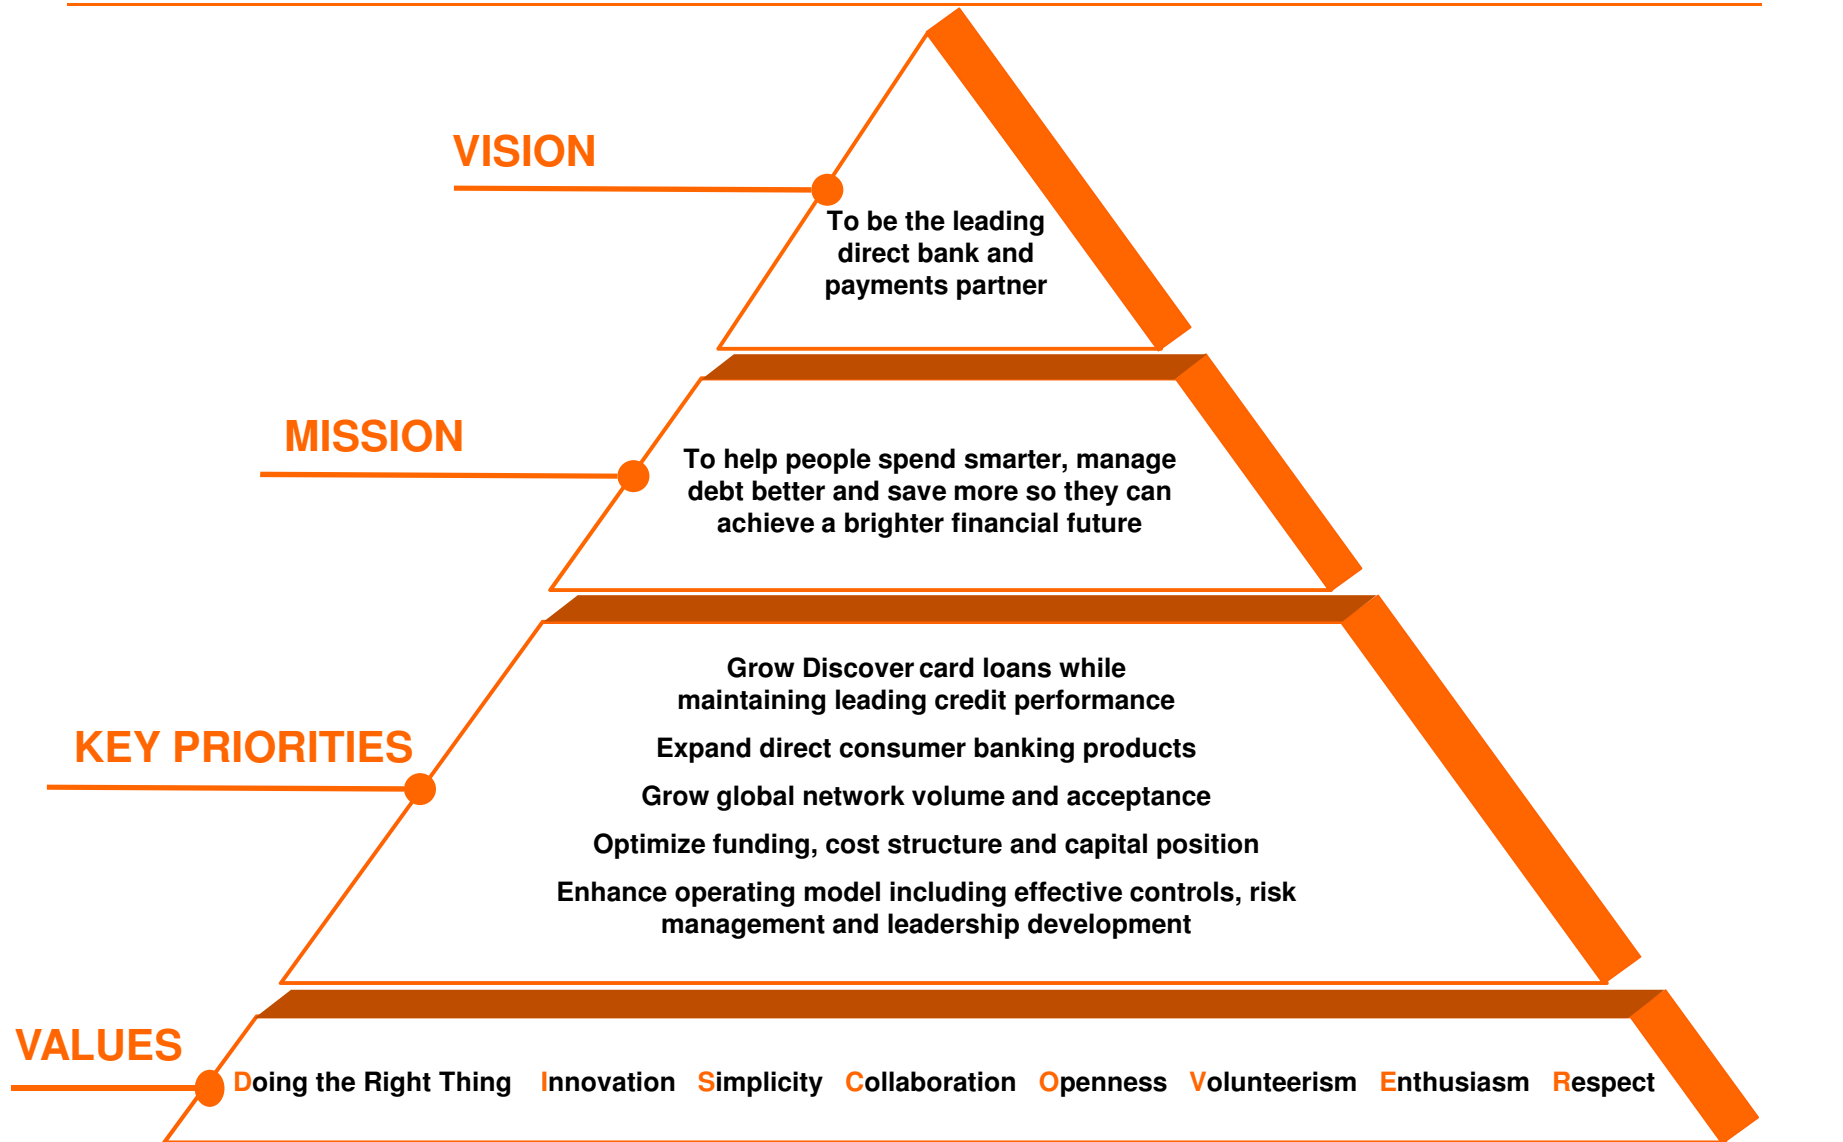 VISION
To be the leading
direct bank and
payments partner
MISSION
To help people spend smarter, manage
debt better and save more so they can
achieve a brighter financial future
KEY PRIORITIES
Grow Discover card loans while
maintaining leading credit performance
Expand direct consumer banking products
Grow global network volume and acceptance
Optimize funding, cost structure and capital position
Enhance operating model including effective controls, risk
management and leadership development
VALUES
Doing the Right Thing Innovation Simplicity Collaboration Openness Volunteerism Enthusiasm Respect